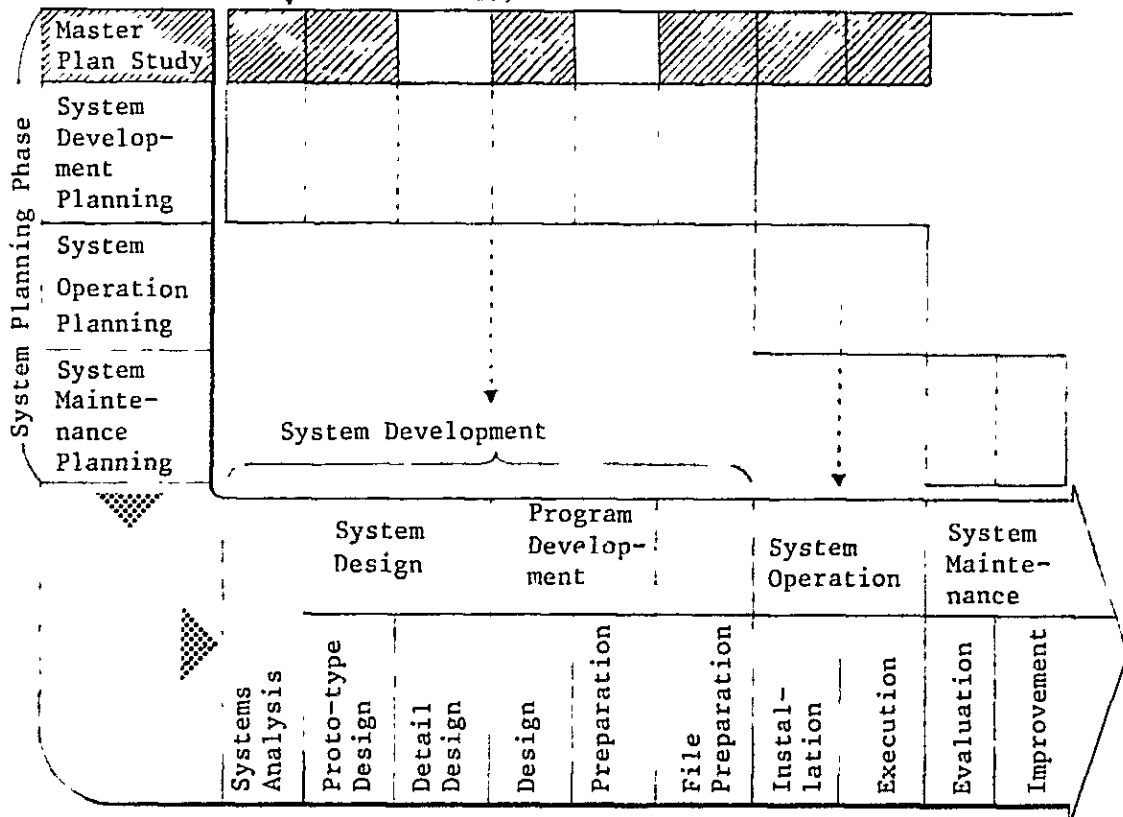 System Planning Phase
Master
Plan Study
System
Develop-
ment
Planning
System
Operation
Planning
System
Mainte-
nance
Planning
System Development
System
Design
Program
Develop-
ment
System
Operation
System
Mainte-
nance
Systems
Analysis
Proto-type
Design
Detail
Design
Design
Preparation
File
Preparation
Instal-
lation
Execution
Evaluation
Improvement